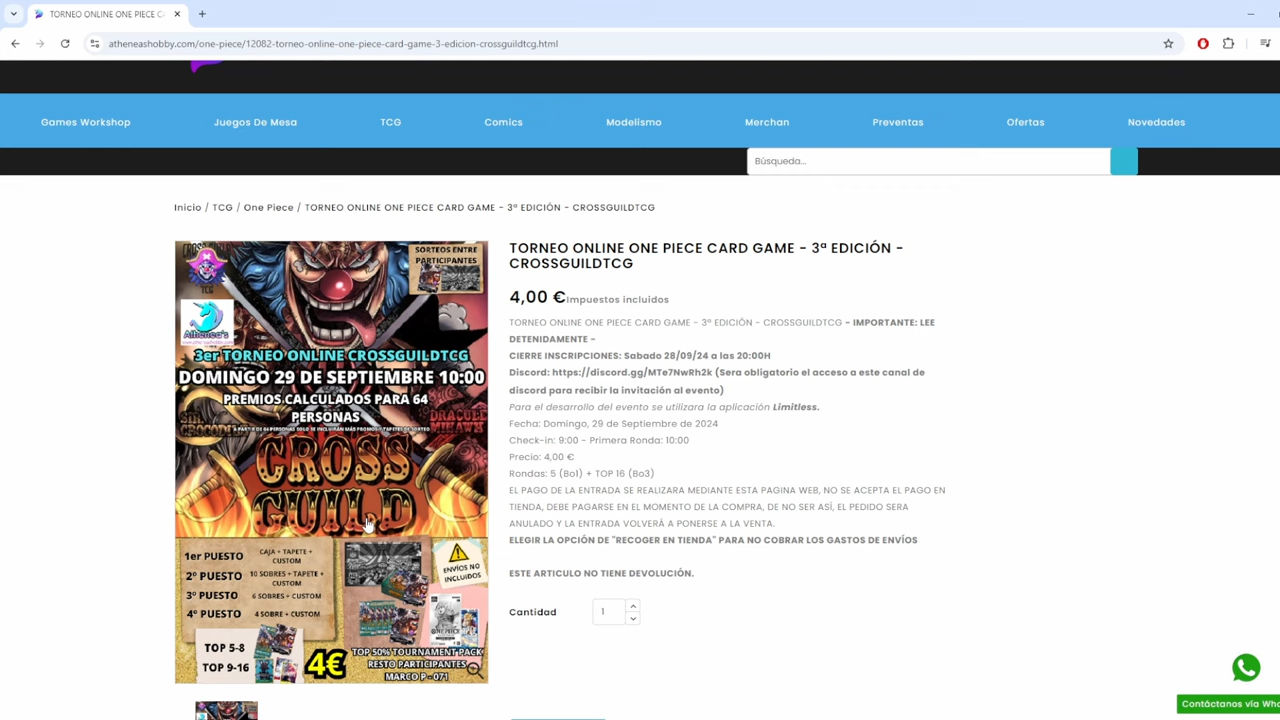 TORNEO ONLINE ONE PIECE C
atheneashobby.com/one-piece/12082-torneo-online-one-piece-card-game-3-edicion-crossguildtcg.html
Games Workshop
Juegos De Mesa
TCG
Comics
Modelismo
Merchan
Preventas
Ofertas
Novedades
Búsqueda...
Inicio / TCG / One Piece / TORNEO ONLINE ONE PIECE CARD GAME - 3ª EDICIÓN - CROSSGUILDTCG
SORTEOS ENTRE
PARTICIPANTES
TCG
Athenea's
3er TORNEO ONLINE CROSSGUILDTCG
DOMINGO 29 DE SEPTIEMBRE 10:00
PREMIOS CALCULADOS PARA 64
PERSONAS
CROSS
GUILD
1er PUESTO
CAJA + TAPETE +
CUSTOM
2º PUESTO
10 SOBRES + TAPETE +
CUSTOM
3º PUESTO
6 SOBRES + CUSTOM
4º PUESTO
4 SOBRE + CUSTOM
ENVÍOS NO
INCLUIDOS
TOP 5-8
TOP 9-16
4€
TOP 50% TOURNAMENT PACK
RESTO PARTICIPANTES
MARCO P-071
TORNEO ONLINE ONE PIECE CARD GAME - 3ª EDICIÓN -
CROSSGUILDTCG
4,00 € Impuestos incluidos
TORNEO ONLINE ONE PIECE CARD GAME - 3ª EDICIÓN - CROSSGUILDTCG - IMPORTANTE: LEE
DETENIDAMENTE -
CIERRE INSCRIPCIONES: Sabado 28/09/24 a las 20:00H
Discord: https://discord.gg/MTe7NwRh2k (Sera obligatorio el acceso a este canal de
discord para recibir la invitación al evento)
Para el desarrollo del evento se utilizara la aplicación Limitless.
Fecha: Domingo, 29 de Septiembre de 2024
Check-in: 9:00 - Primera Ronda: 10:00
Precio: 4,00 €
Rondas: 5 (Bo1) + TOP 16 (Bo3)
EL PAGO DE LA ENTRADA SE REALIZARA MEDIANTE ESTA PAGINA WEB, NO SE ACEPTA EL PAGO EN
TIENDA, DEBE PAGARSE EN EL MOMENTO DE LA COMPRA, DE NO SER ASÍ, EL PEDIDO SERA
ANULADO Y LA ENTRADA VOLVERÁ A PONERSE A LA VENTA.
ELEGIR LA OPCIÓN DE "RECOGER EN TIENDA" PARA NO COBRAR LOS GASTOS DE ENVÍOS
ESTE ARTICULO NO TIENE DEVOLUCIÓN.
Cantidad
1
Contáctanos vía Wha